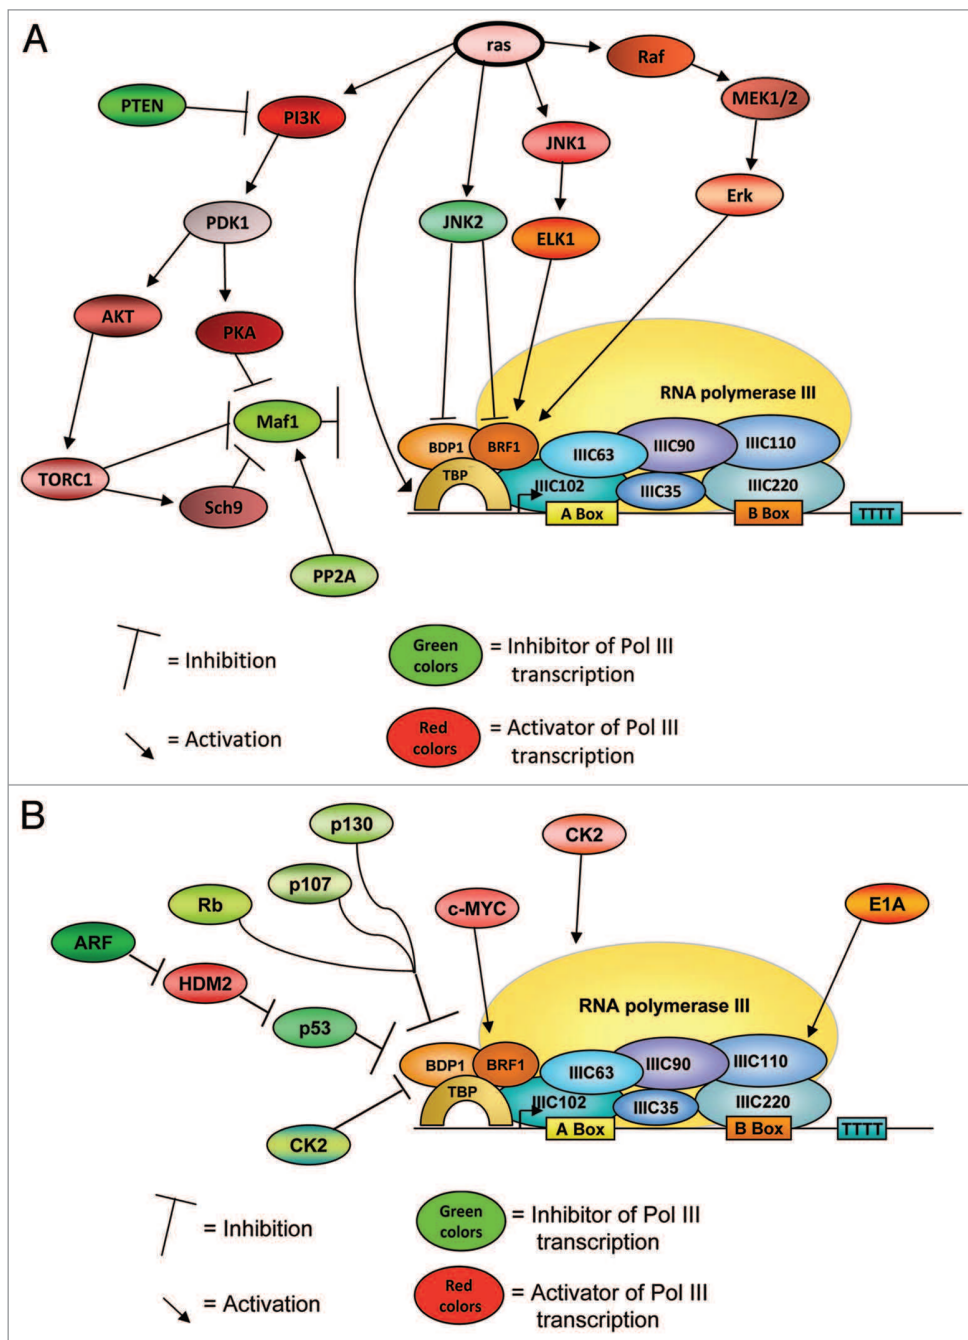 A
ras
Raf
PTEN
PI3K
MEK1/2
JNK1
PDK1
JNK2
Erk
ELK1
AKT
PKA
RNA polymerase III
Maf1
BDP1
BRF1
IIIC63
IIIC90
IIIC110
TORC1
TBP
IIIC102
IIIC35
IIIC220
Sch9
A Box
B Box
TTTT
PP2A
= Inhibition
Green
colors
= Inhibitor of Pol III
transcription
= Activation
Red
colors
= Activator of Pol III
transcription
B
p130
CK2
p107
Rb
c-MYC
E1A
ARF
HDM2
RNA polymerase III
p53
BDP1
BRF1
IIIC63
IIIC90
IIIC110
TBP
IIIC102
IIIC35
IIIC220
A Box
B Box
TTTT
CK2
= Inhibition
Green
colors
= Inhibitor of Pol III
transcription
= Activation
Red
colors
= Activator of Pol III
transcription